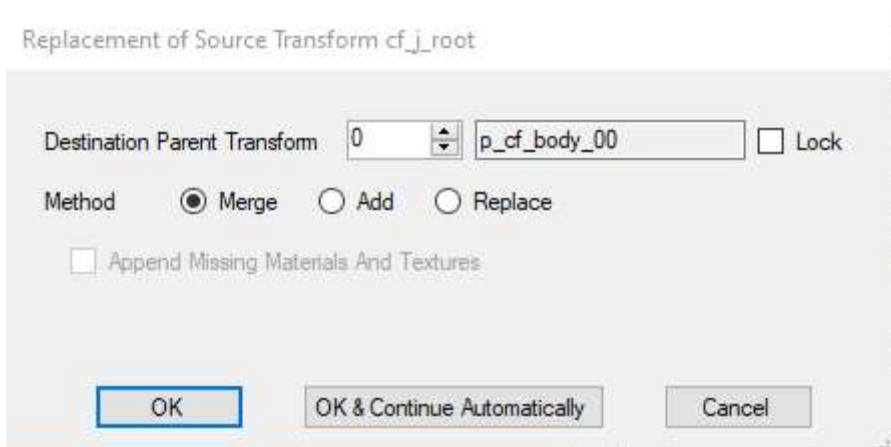 Replacement of Source Transform cf_j_root
Destination Parent Transform 0 p_cf_body_00 Lock
Method Merge Add Replace
Append Missing Materials And Textures
OK OK & Continue Automatically Cancel